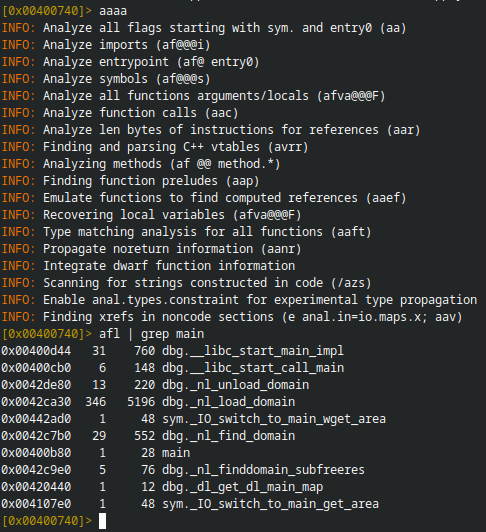 [0x00400740]> aaaa
INFO: Analyze all flags starting with sym. and entry0 (aa)
INFO: Analyze imports (af@@@i)
INFO: Analyze entrypoint (af@ entry0)
INFO: Analyze symbols (af@@@s)
INFO: Analyze all functions arguments/locals (afva@@@F)
INFO: Analyze function calls (aac)
INFO: Analyze len bytes of instructions for references (aar)
INFO: Finding and parsing C++ vtables (avrr)
INFO: Analyzing methods (af @@ method.*)
INFO: Finding function preludes (aap)
INFO: Emulate functions to find computed references (aaef)
INFO: Recovering local variables (afva@@@F)
INFO: Type matching analysis for all functions (aaft)
INFO: Propagate noreturn information (aanr)
INFO: Integrate dwarf function information
INFO: Scanning for strings constructed in code (/azs)
INFO: Enable anal.types.constraint for experimental type propagation
INFO: Finding xrefs in noncode sections (e anal.in=io.maps.x; aav)
[0x00400740]> afl | grep main
0x00400d44   31    760 dbg.__libc_start_main_impl
0x00400cb0    6    148 dbg.__libc_start_call_main
0x0042de80   13    220 dbg._nl_unload_domain
0x0042ca30  346   5196 dbg._nl_load_domain
0x00442ad0    1     48 sym._IO_switch_to_main_wget_area
0x0042c7b0   29    552 dbg._nl_find_domain
0x00400b80    1     28 main
0x0042c9e0    5     76 dbg._nl_finddomain_subfreeres
0x00420440    1     12 dbg._dl_get_dl_main_map
0x004107e0    1     48 sym._IO_switch_to_main_get_area
[0x00400740]>